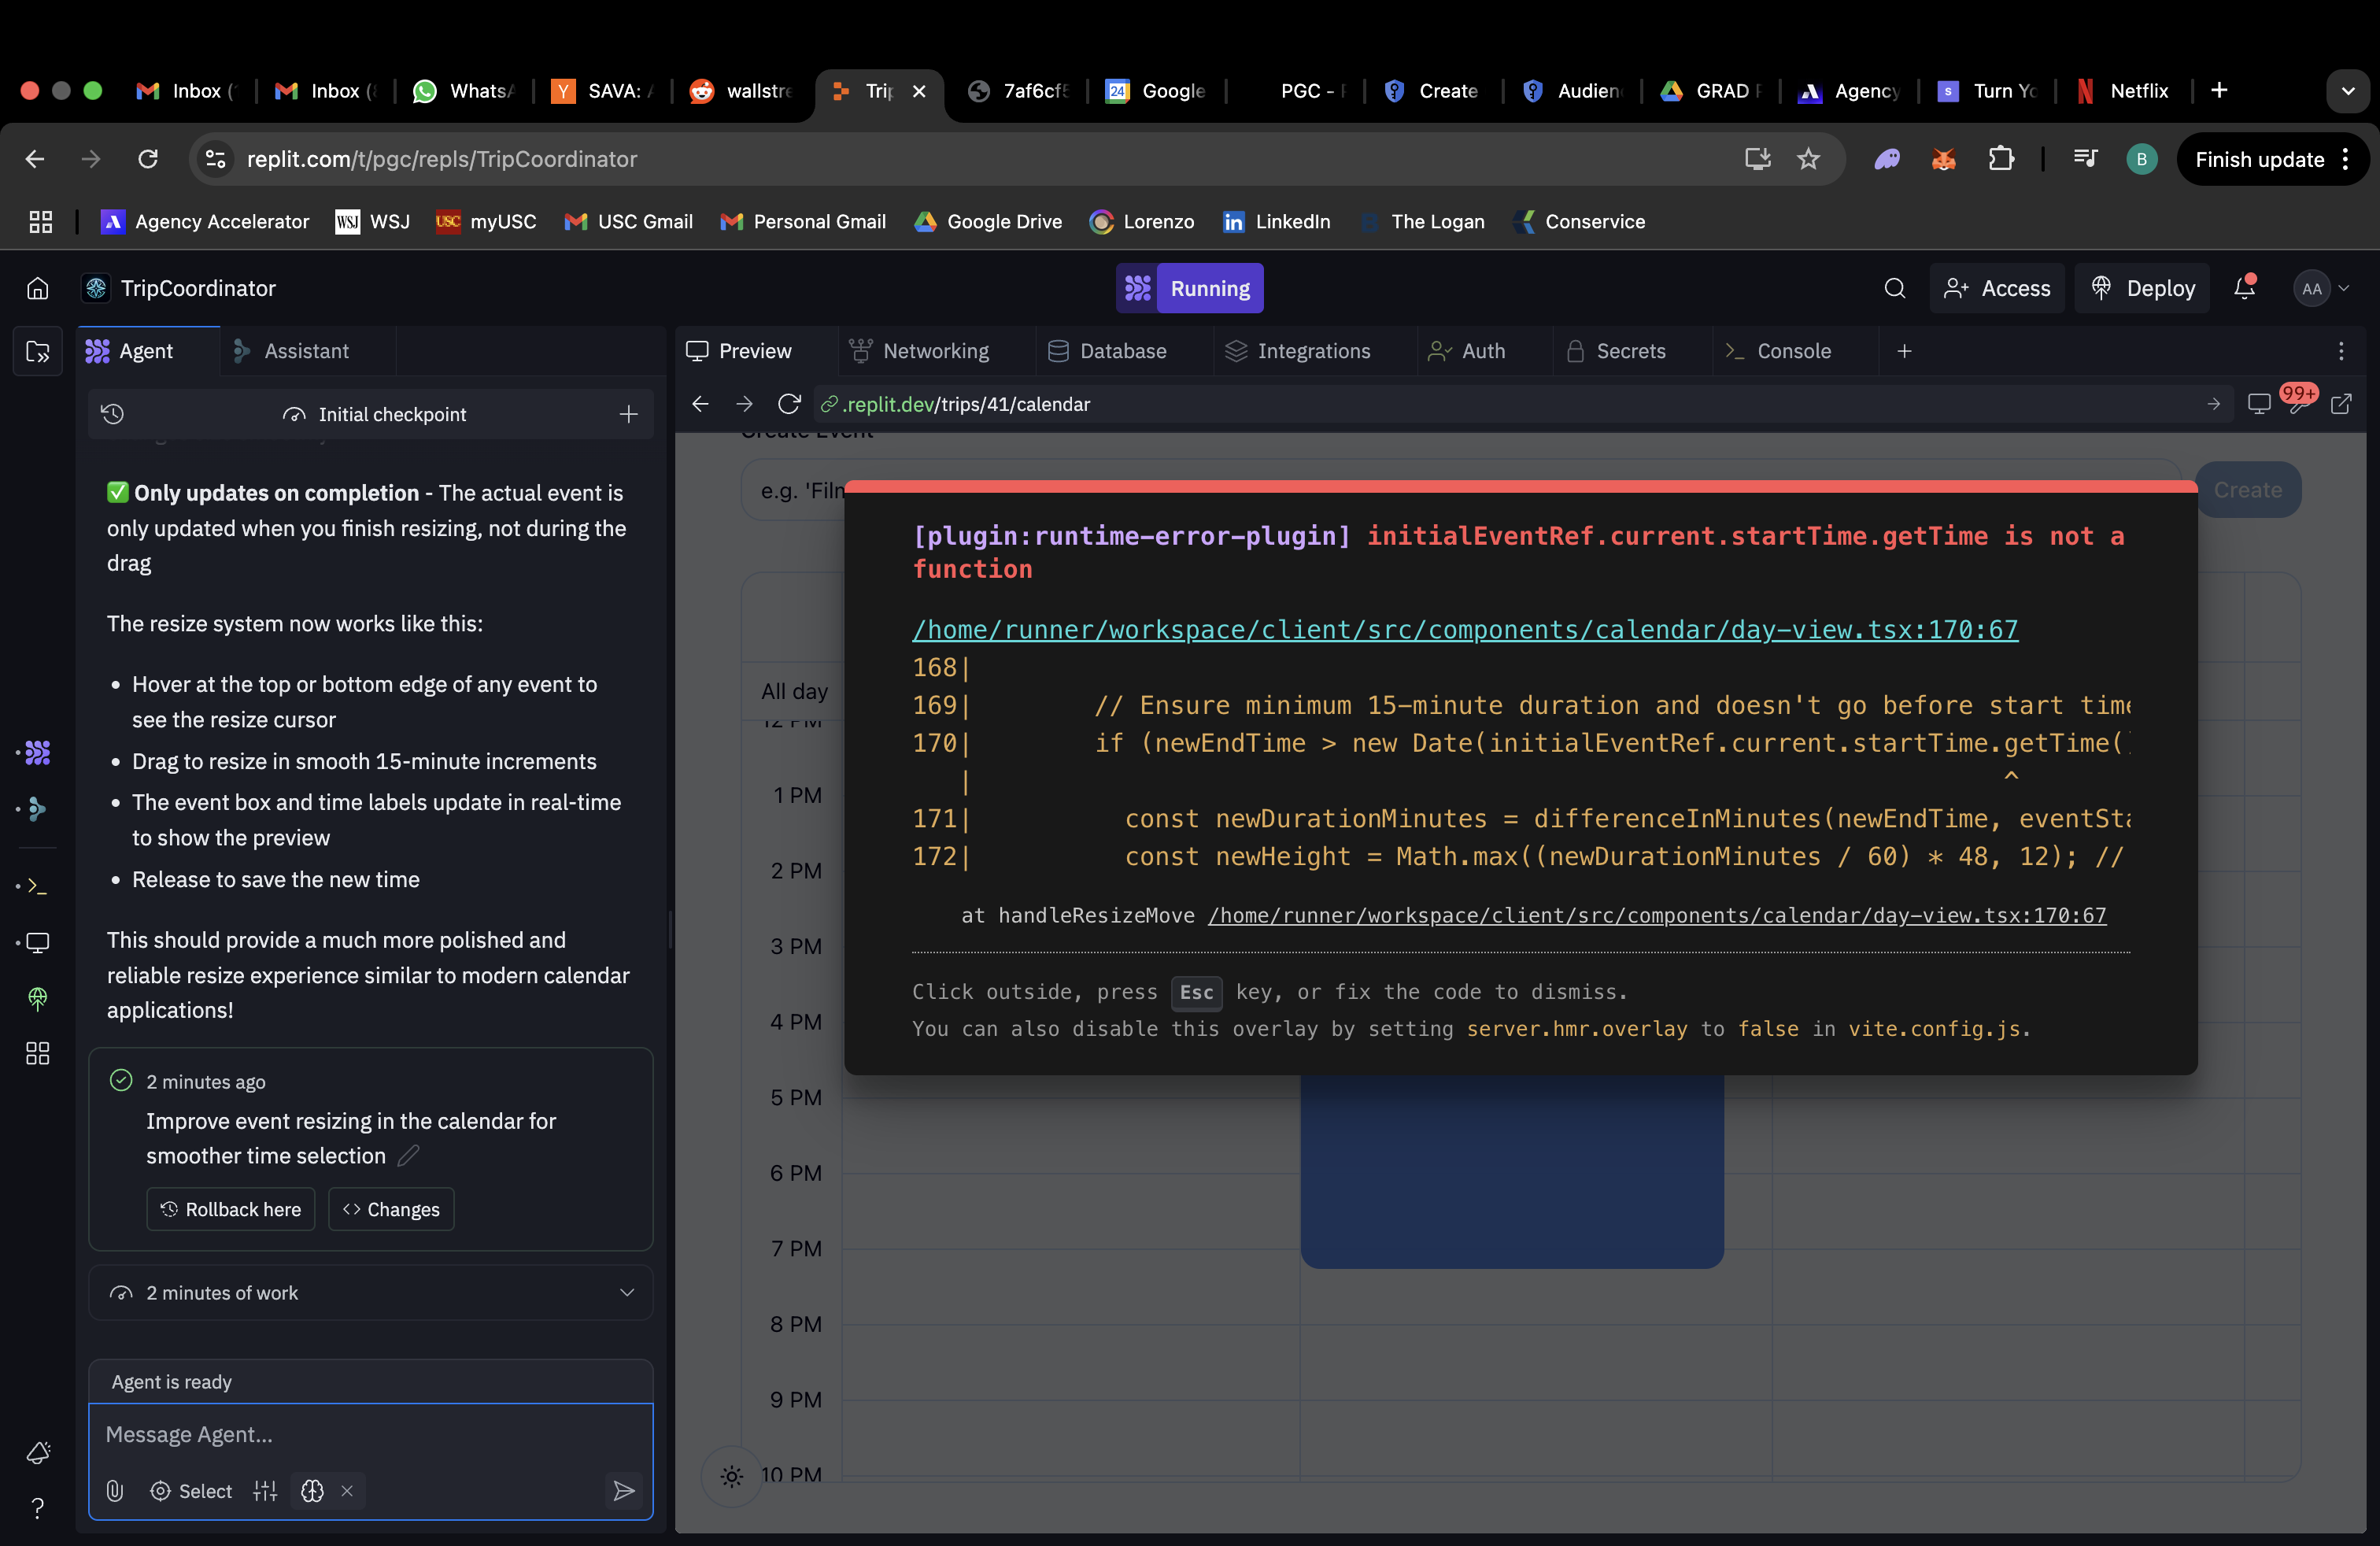 Inbox (
Inbox (
WhatsA
SAVA: 
wallstre
Trip
7af6cf5
24
Google
PGC -
Create
Audien
GRAD
Agency
Turn Yo
Netflix
replit.com/t/pgc/repls/TripCoordinator
B
Finish update
Agency Accelerator
WSJ
WSJ
USC
myUSC
USC Gmail
Personal Gmail
Google Drive
Lorenzo
LinkedIn
The Logan
Conservice
TripCoordinator
Running
Access
Deploy
AA
Agent
Assistant
Preview
Networking
Database
Integrations
Auth
Secrets
Console
Initial checkpoint
.replit.dev/trips/41/calendar
99+
✅ Only updates on completion - The actual event is
only updated when you finish resizing, not during the
drag
The resize system now works like this:
• Hover at the top or bottom edge of any event to
see the resize cursor
• Drag to resize in smooth 15-minute increments
• The event box and time labels update in real-time
to show the preview
• Release to save the new time
This should provide a much more polished and
reliable resize experience similar to modern calendar
applications!
2 minutes ago
Improve event resizing in the calendar for
smoother time selection
Rollback here
<> Changes
2 minutes of work
Agent is ready
Message Agent...
Select
Create Event
e.g. 'Film
Create
[plugin:runtime-error-plugin] initialEventRef.current.startTime.getTime is not a
function
/home/runner/workspace/client/src/components/calendar/day-view.tsx:170:67
168|
169|        // Ensure minimum 15-minute duration and doesn't go before start time
170|        if (newEndTime > new Date(initialEventRef.current.startTime.getTime()
|                                                                     ^
171|          const newDurationMinutes = differenceInMinutes(newEndTime, eventSta
172|          const newHeight = Math.max((newDurationMinutes / 60) * 48, 12); //
at handleResizeMove /home/runner/workspace/client/src/components/calendar/day-view.tsx:170:67
Click outside, press Esc key, or fix the code to dismiss.
You can also disable this overlay by setting server.hmr.overlay to false in vite.config.js.
All day
12 PM
1 PM
2 PM
3 PM
4 PM
5 PM
6 PM
7 PM
8 PM
9 PM
10 PM